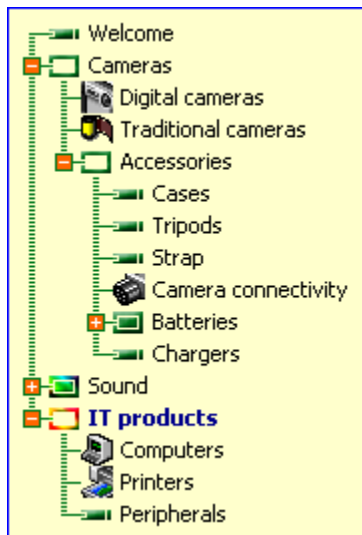 Welcome
Cameras
Digital cameras
Traditional cameras
Accessories
Cases
Tripods
Strap
Camera connectivity
Batteries
Chargers
Sound
IT products
Computers
Printers
Peripherals